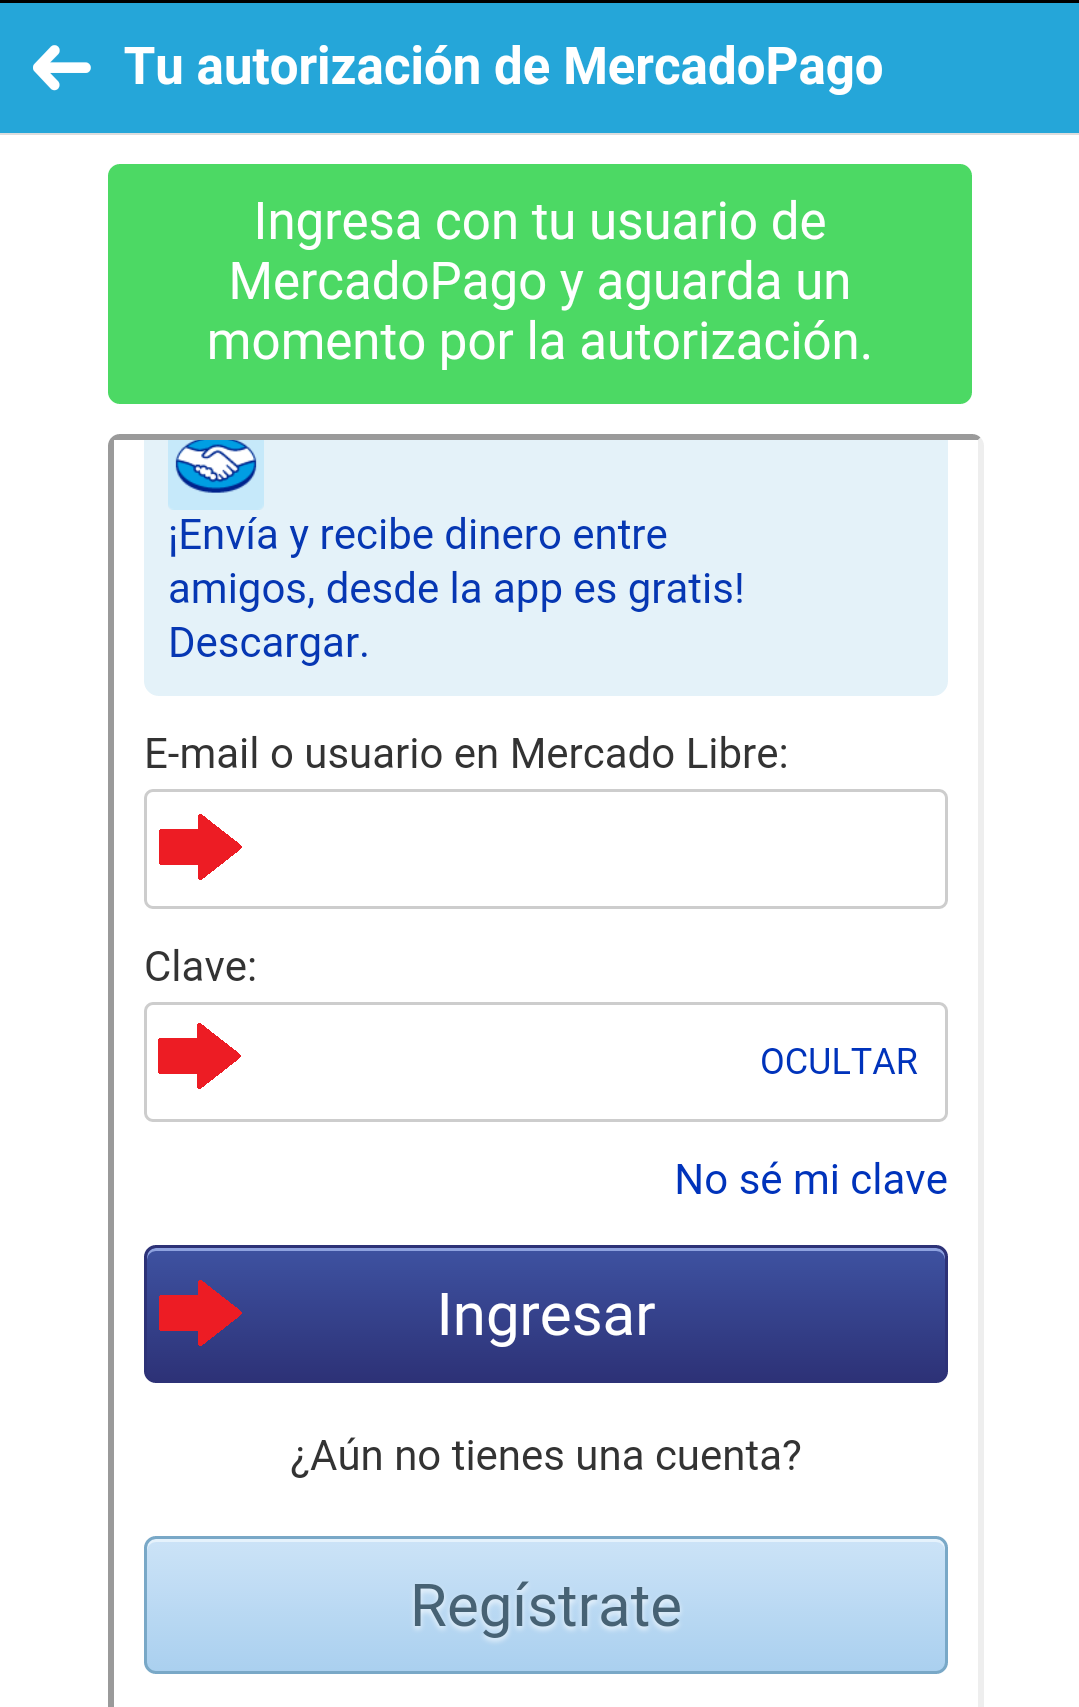 Tu autorización de MercadoPago
Ingresa con tu usuario de
MercadoPago y aguarda un
momento por la autorización.
¡Envía y recibe dinero entre
amigos, desde la app es gratis!
Descargar.
E-mail o usuario en Mercado Libre:
Clave:
OCULTAR
No sé mi clave
Ingresar
¿Aún no tienes una cuenta?
Regístrate